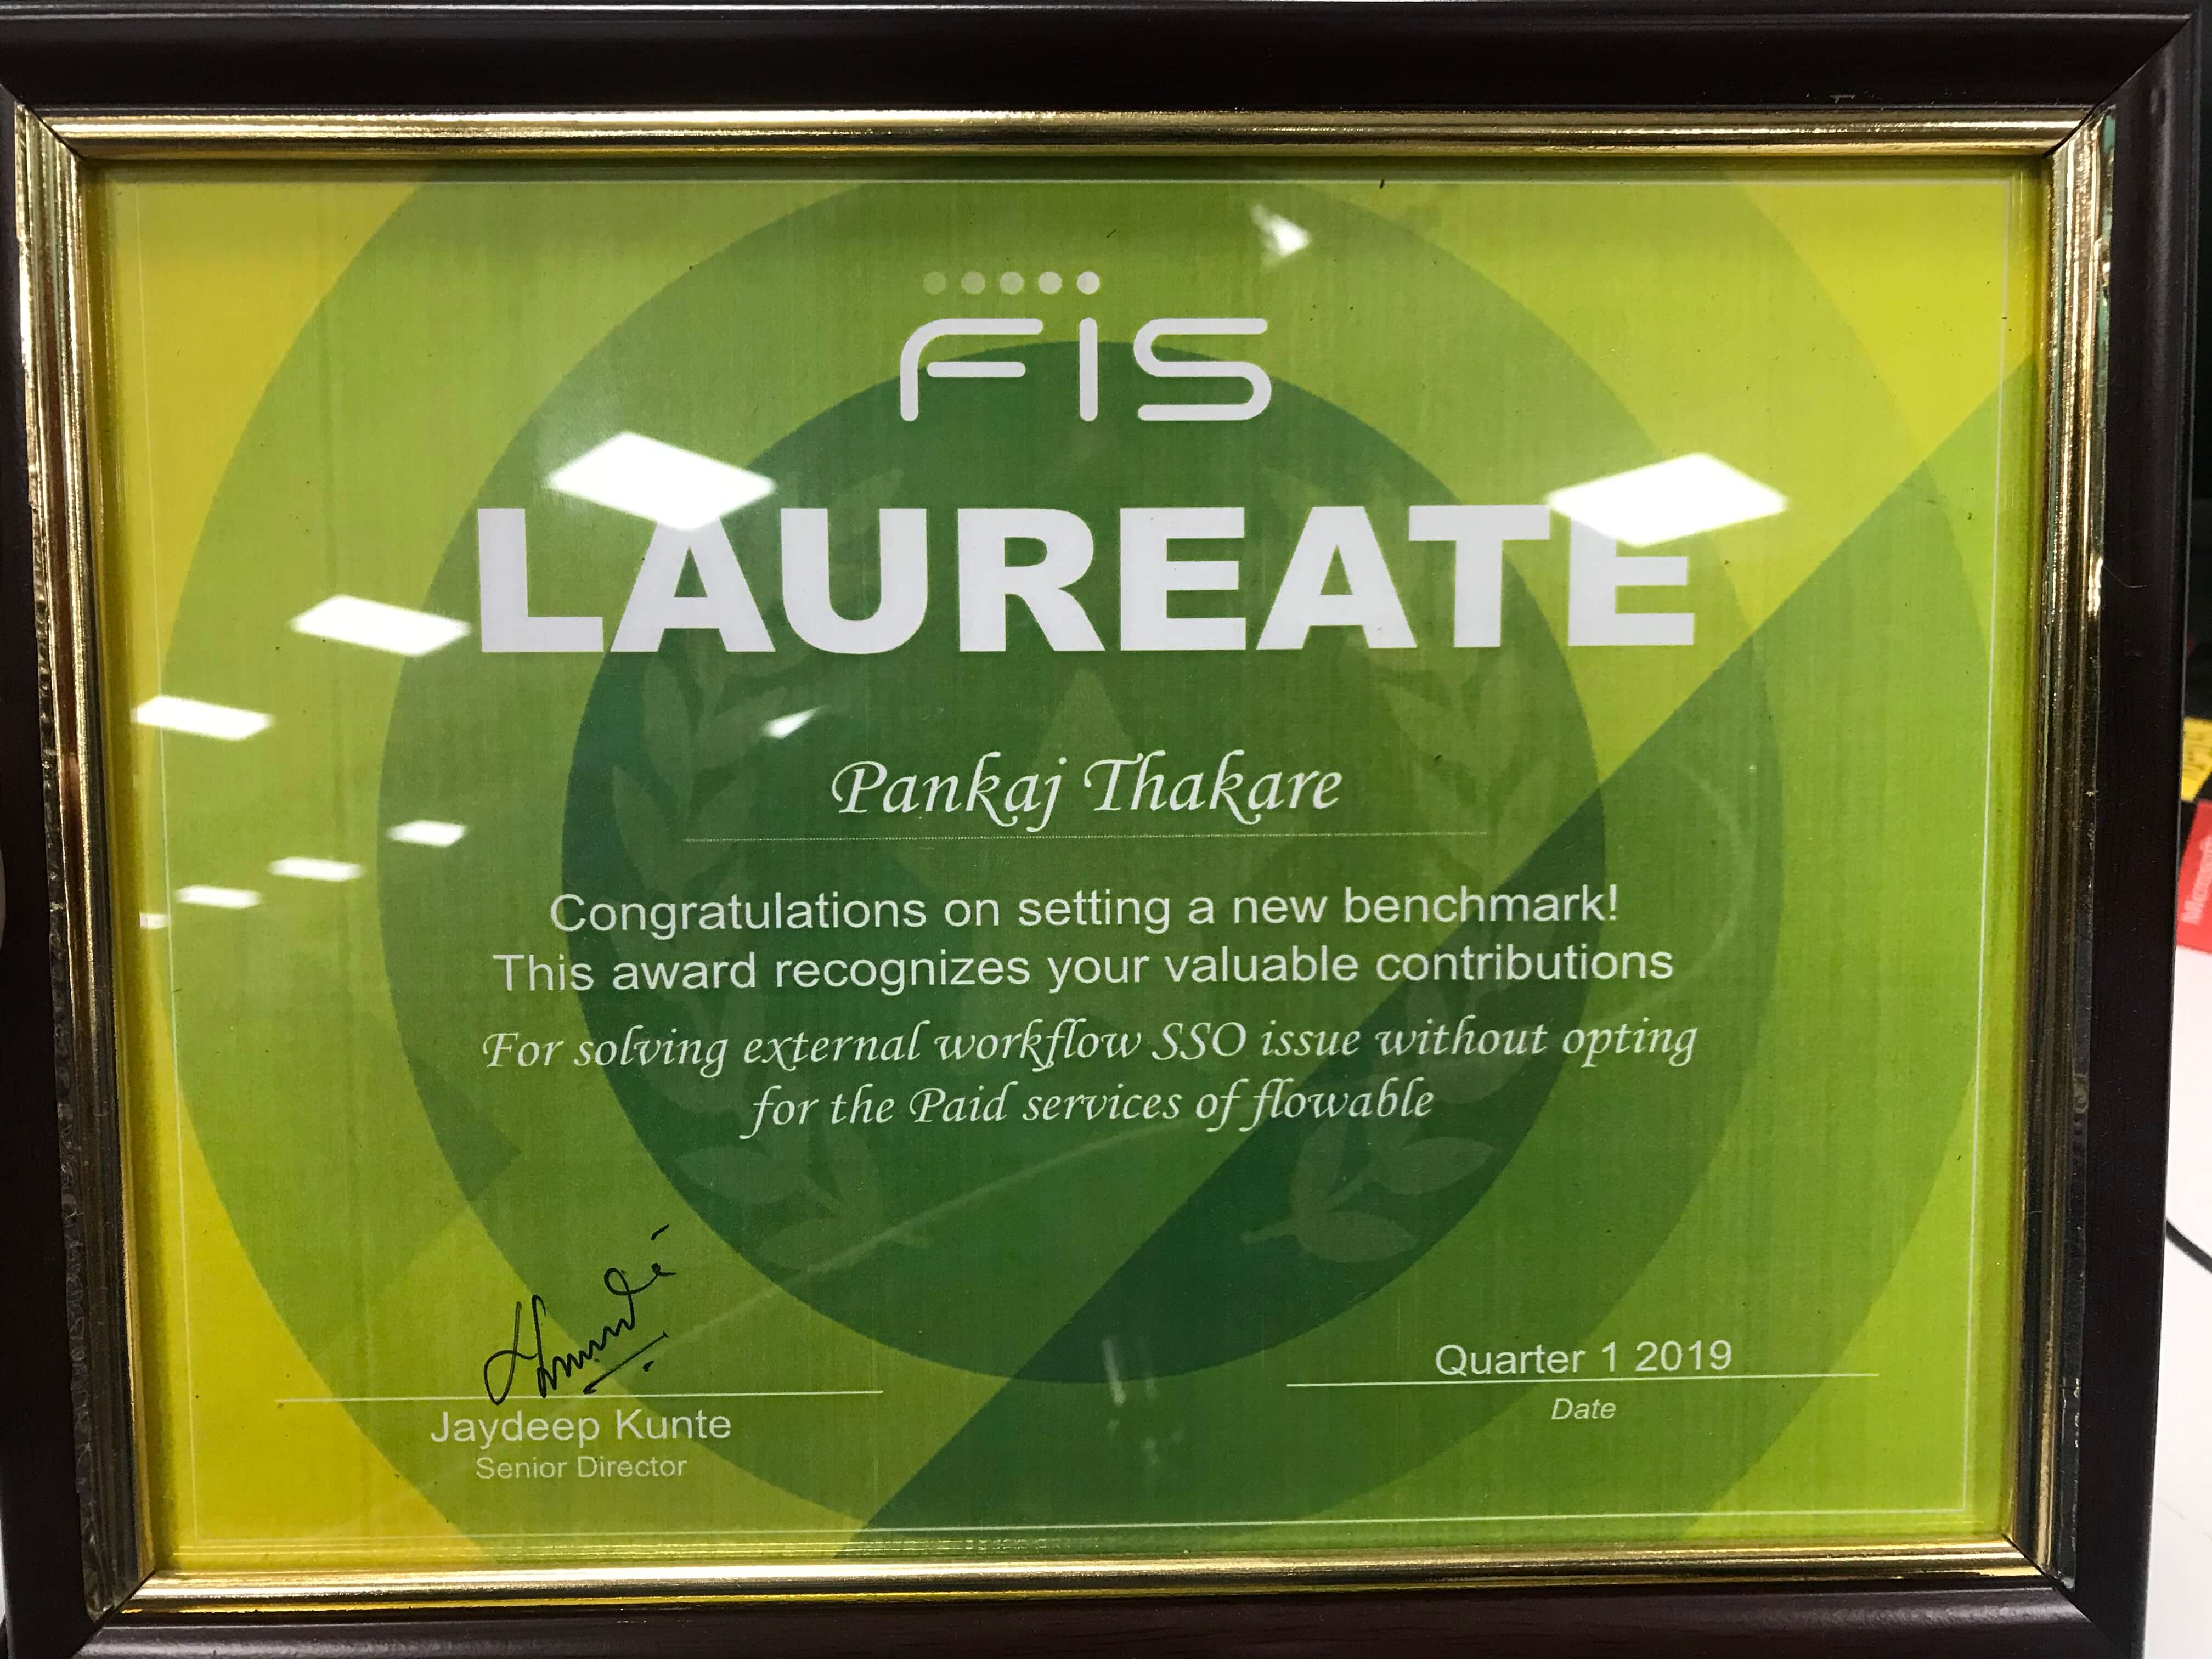 FIS
LAUREATE
Pankaj Thakare
Congratulations on setting a new benchmark!
This award recognizes your valuable contributions
For solving external workflow SSO issue without opting
for the Paid services of flowable
Jaydeep Kunte
Senior Director
Quarter 1 2019
Date